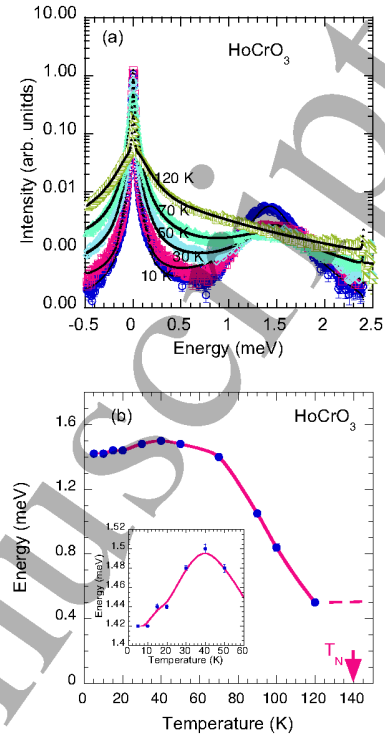 10.00
(a)
HoCrO3
1.00
0.10
0.01
0.00
0.00
Intensity (arb. unitds)
120 K
70 K
50 K
30 K
10 K
-0.5 0 0.5 1 1.5 2 2.5
Energy (meV)
(b)
HoCrO3
1.6
1.2
0.8
0.4
0
Energy (meV)
1.52
1.5
1.48
1.46
1.44
1.42
1.4
Energy (meV)
0 10 20 30 40 50 60
Temperature (K)
TN
0 20 40 60 80 100 120 140
Temperature (K)